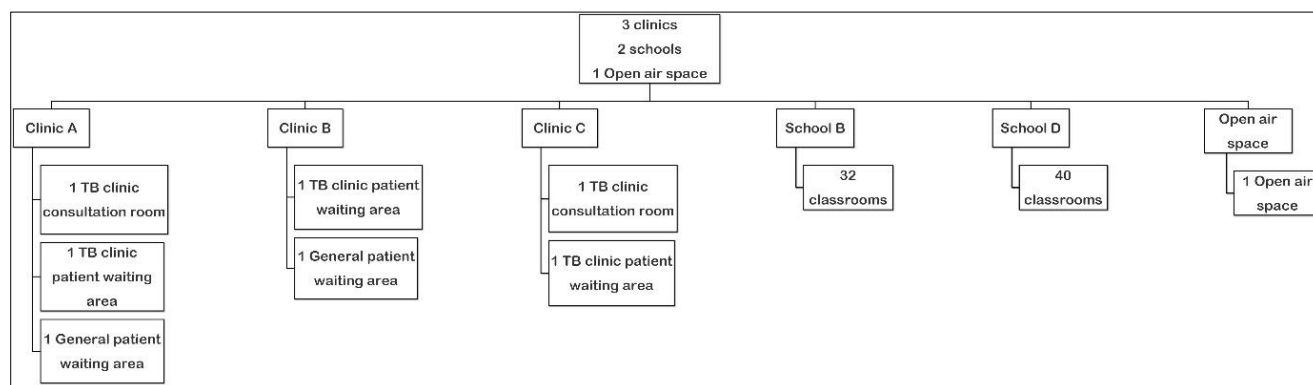 3 clinics
2 schools
1 Open air space
Clinic A
Clinic B
Clinic C
School B
School D
Open air
space
1 TB clinic
consultation room
1 TB clinic
patient waiting
area
1 General patient
waiting area
1 TB clinic patient
waiting area
1 General patient
waiting area
1 TB clinic
consultation room
1 TB clinic patient
waiting area
32
classrooms
40
classrooms
1 Open air
space